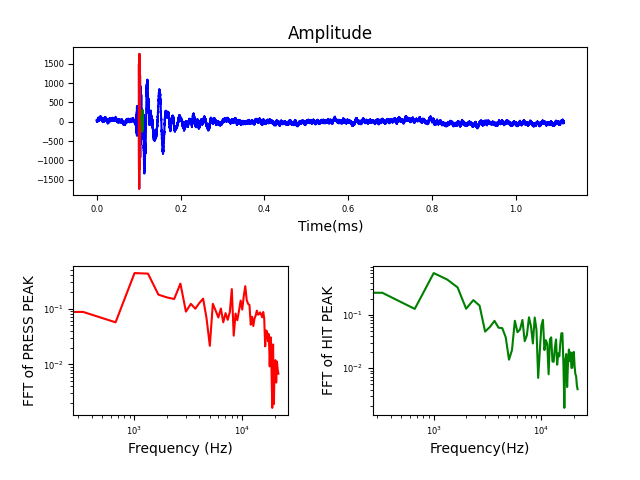 Amplitude
1500
1000
500
0
−500
−1000
−1500
0.0 0.2 0.4 0.6 0.8 1.0
Time(ms)
FFT of PRESS PEAK
10⁻¹
10⁻²
10³ 10⁴
Frequency (Hz)
FFT of HIT PEAK
10⁻¹
10⁻²
10³ 10⁴
Frequency(Hz)